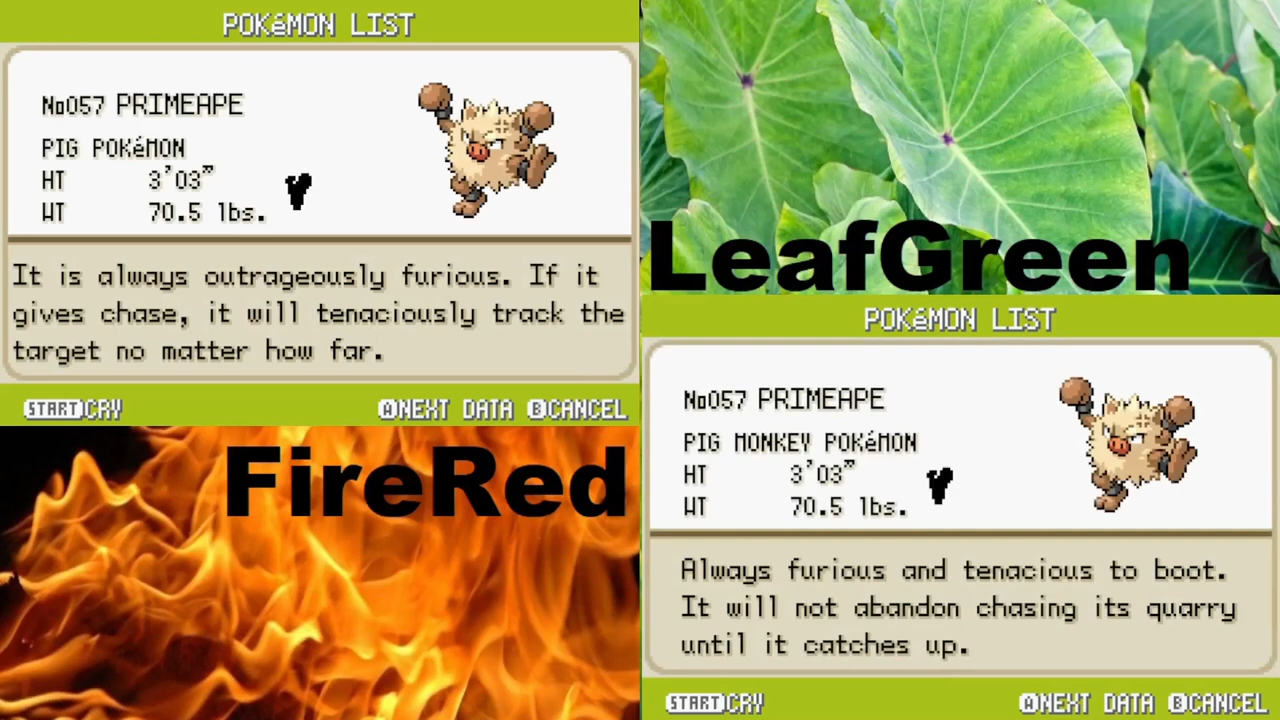 POKéMON LIST
No057 PRIMEAPE
PIG POKéMON
HT 3'03"
WT 70.5 lbs.
It is always outrageously furious. If it
gives chase, it will tenaciously track the
target no matter how far.
START CRY
A NEXT DATA B CANCEL
FireRed
LeafGreen
POKéMON LIST
No057 PRIMEAPE
PIG MONKEY POKéMON
HT 3'03"
WT 70.5 lbs.
Always furious and tenacious to boot.
It will not abandon chasing its quarry
until it catches up.
START CRY
A NEXT DATA B CANCEL